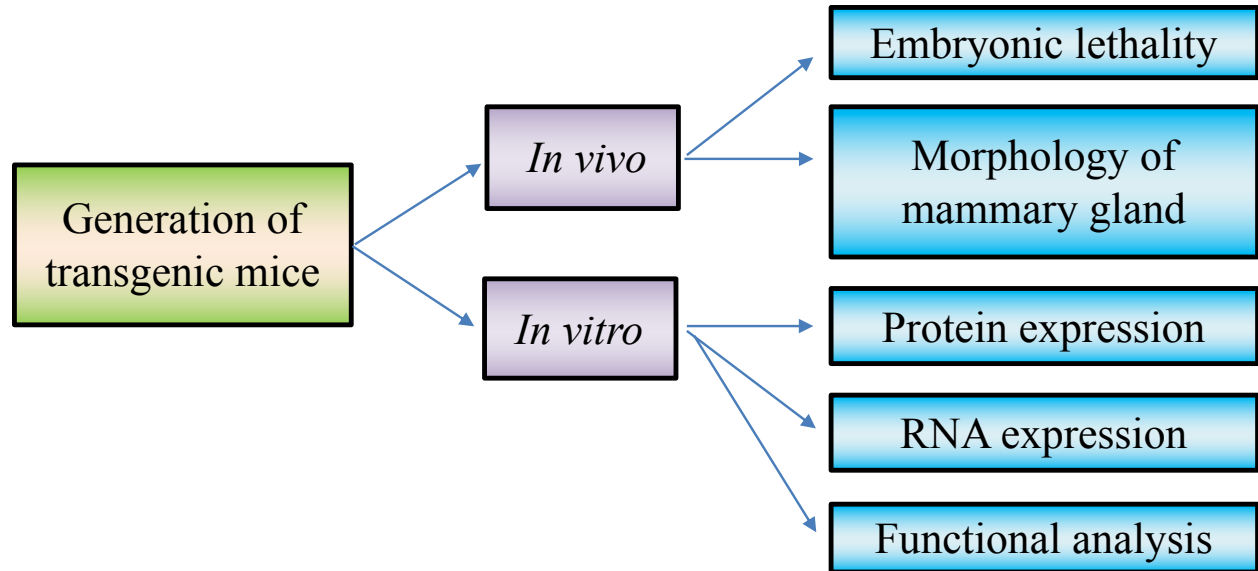 Generation of
transgenic mice
In vivo
In vitro
Embryonic lethality
Morphology of
mammary gland
Protein expression
RNA expression
Functional analysis